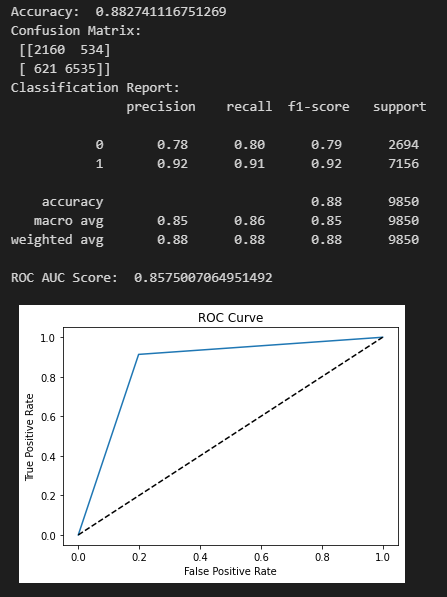 Accuracy:  0.882741116751269
Confusion Matrix:
 [[2160  534]
 [ 621 6535]]
Classification Report:
              precision    recall  f1-score   support

           0       0.78      0.80      0.79      2694
           1       0.92      0.91      0.92      7156

    accuracy                           0.88      9850
   macro avg       0.85      0.86      0.85      9850
weighted avg       0.88      0.88      0.88      9850

ROC AUC Score:  0.8575007064951492
ROC Curve
1.0
0.8
0.6
0.4
0.2
0.0
True Positive Rate
0.0 0.2 0.4 0.6 0.8 1.0
False Positive Rate